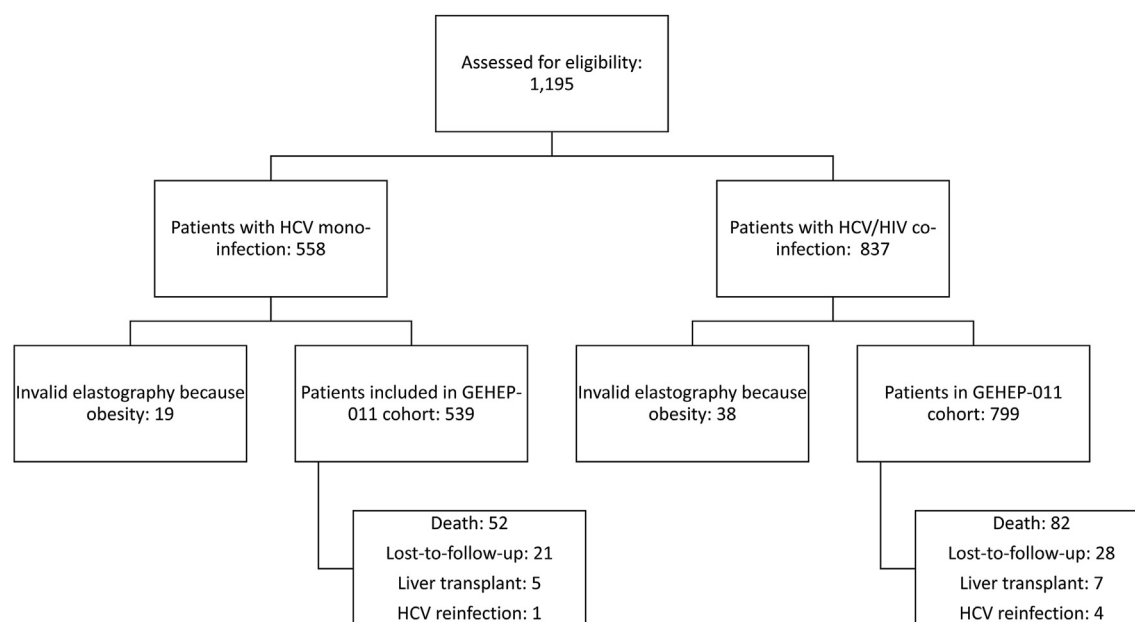 Assessed for eligibility:
1,195
Patients with HCV mono-
infection: 558
Patients with HCV/HIV co-
infection:  837
Invalid elastography because
obesity: 19
Patients included in GEHEP-
011 cohort: 539
Invalid elastography because
obesity: 38
Patients in GEHEP-011
cohort: 799
Death: 52
Lost-to-follow-up: 21
Liver transplant: 5
HCV reinfection: 1
Death: 82
Lost-to-follow-up: 28
Liver transplant: 7
HCV reinfection: 4